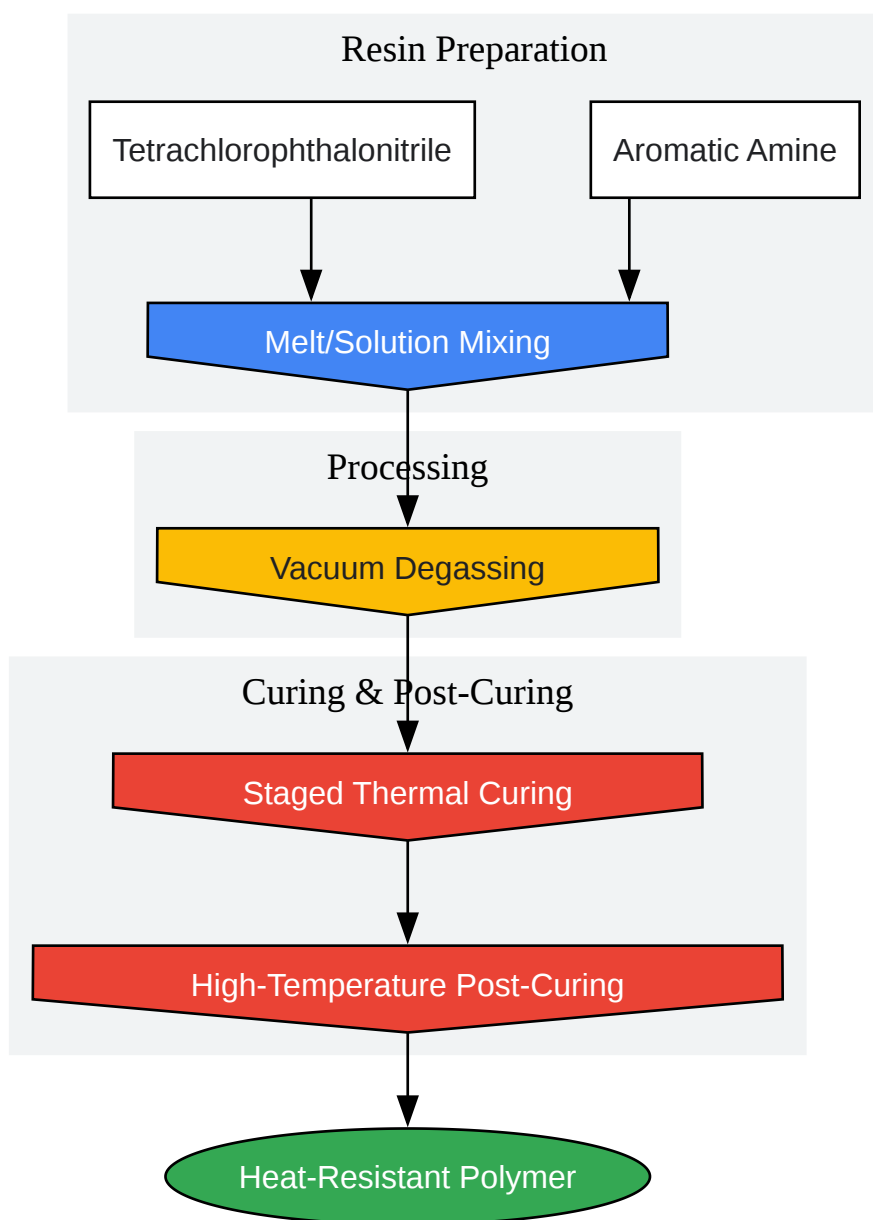 Resin Preparation
Tetrachlorophthalonitrile
Aromatic Amine
Melt/Solution Mixing
Processing
Vacuum Degassing
Curing & Post-Curing
Staged Thermal Curing
High-Temperature Post-Curing
Heat-Resistant Polymer